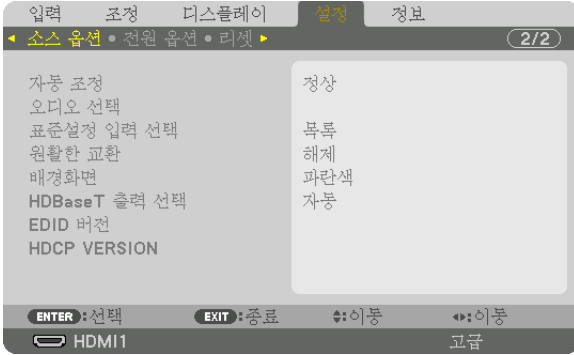 입력 조정 디스플레이 설정 정보
소스 옵션 • 전원 옵션 • 리셋 2/2
자동 조정 정상
오디오 선택
표준설정 입력 선택 목록
원활한 교환 해제
배경화면 파란색
HDBaseT 출력 선택 자동
EDID 버전
HDCP VERSION
ENTER :선택 EXIT :종료 :이동 :이동
HDMI1 고급